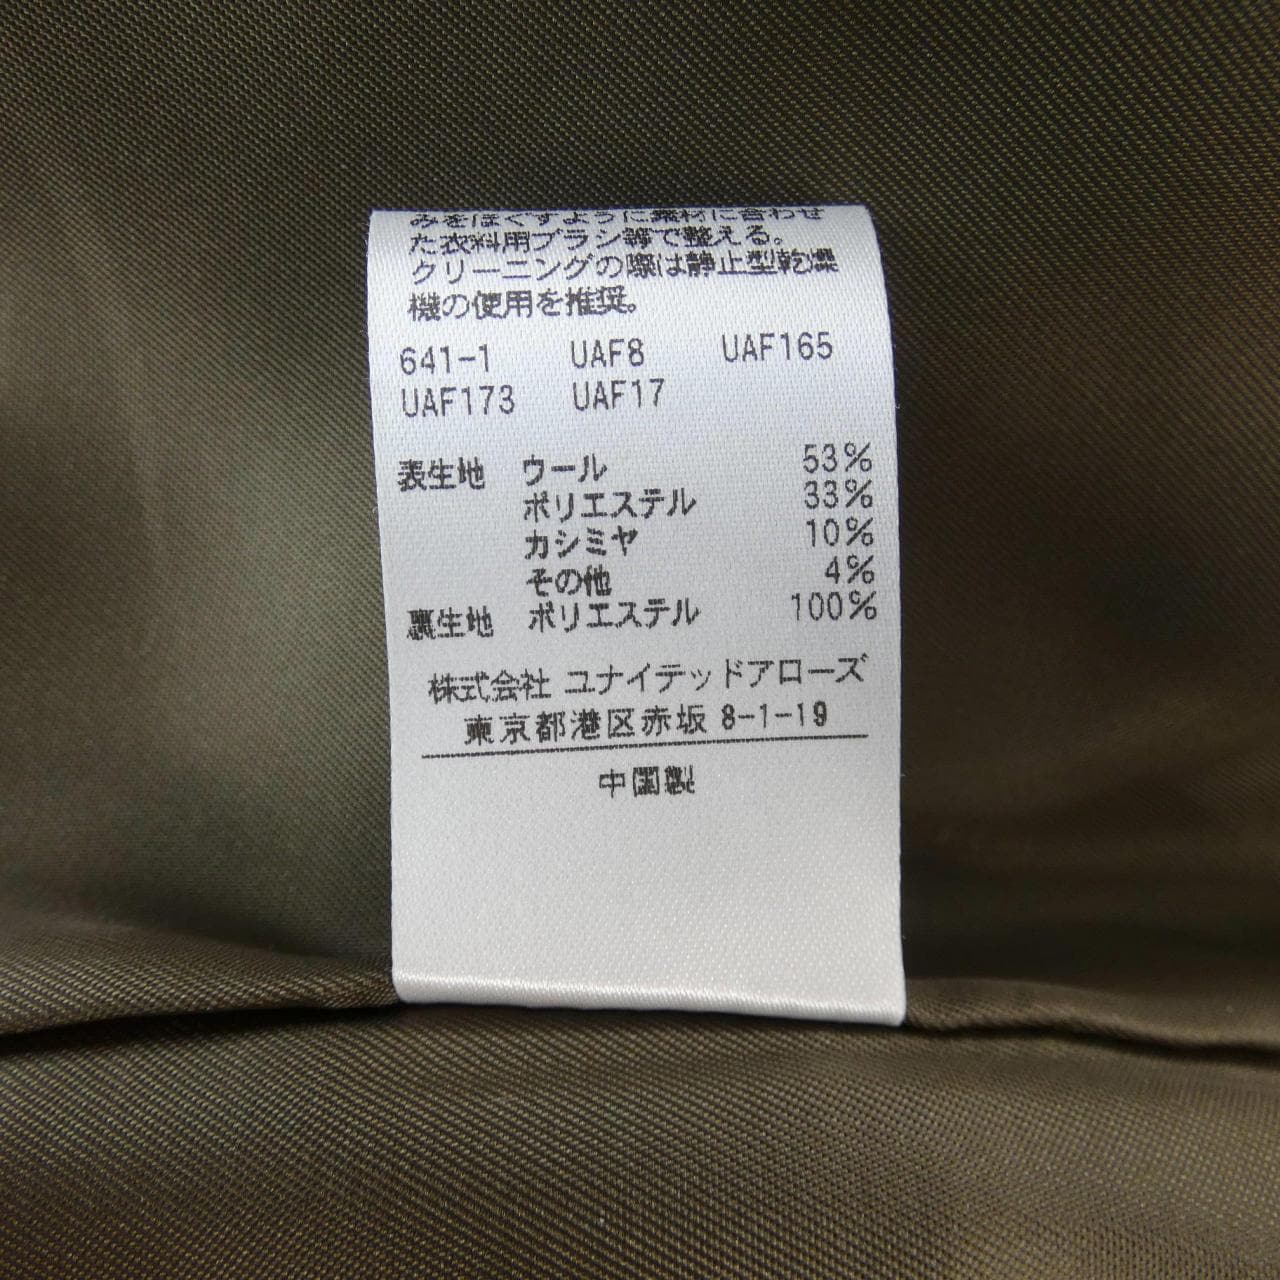 みをほぐすように素材に合わせ
た衣料用ブラシ等で整える。
クリーニングの際は静止型乾燥
機の使用を推奨。
641-1 UAF8 UAF165
UAF173 UAF17
表生地 ウール 53%
ポリエステル 33%
カシミヤ 10%
その他 4%
裏生地 ポリエステル 100%
株式会社 ユナイテッドアローズ
東京都港区赤坂 8-1-19
中国製